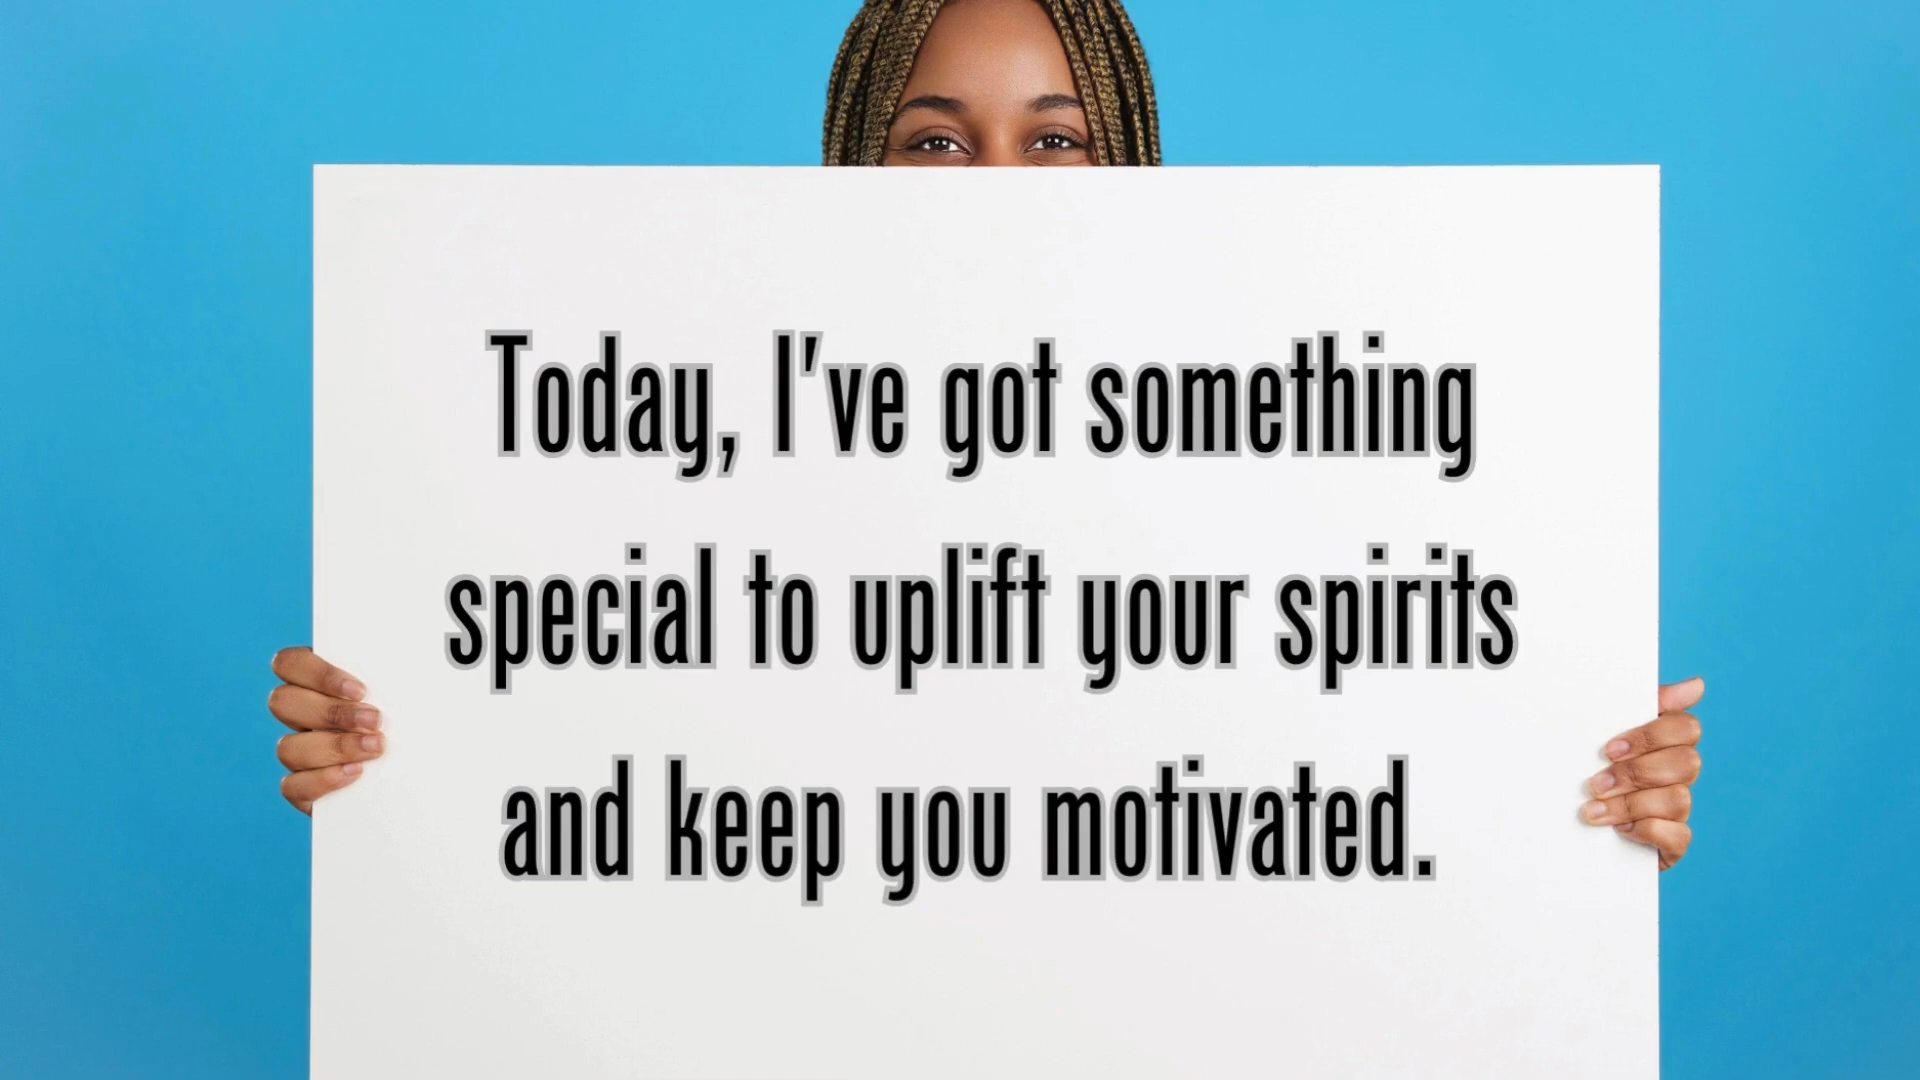 Today, I've got something
special to uplift your spirits
and keep you motivated.